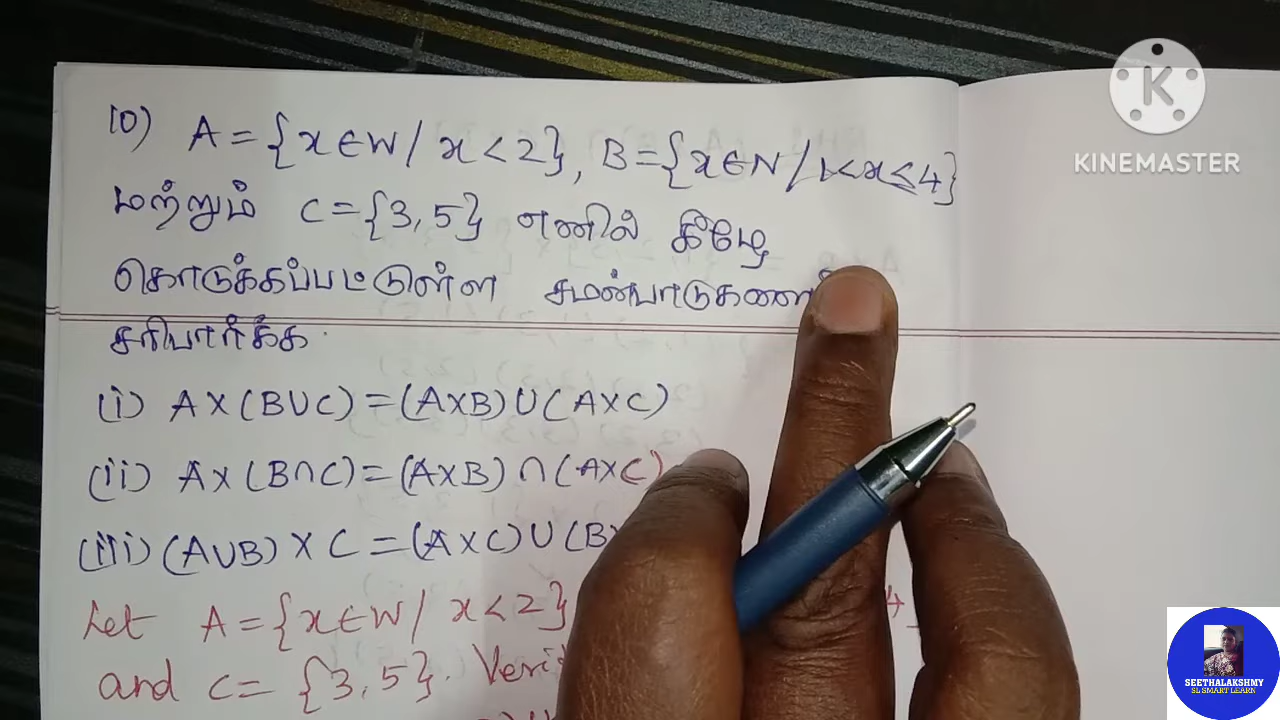 10) A = {x ∈ W / x < 2}, B = {x ∈ N / 1 < x ≤ 4}
மற்றும் C = {3, 5} எனில் கீழே
கொடுக்கப்பட்டுள்ள சமன்பாடுகளை
சரிபார்க்க.
(i) A × (B ∪ C) = (A × B) ∪ (A × C)
(ii) A × (B ∩ C) = (A × B) ∩ (A × C)
(iii) (A ∪ B) × C = (A × C) ∪ (B
Let A = {x ∈ W / x < 2} 4
and C = {3, 5}.
KINEMASTER
SEETHALAKSHMY
SL SMART LEARN